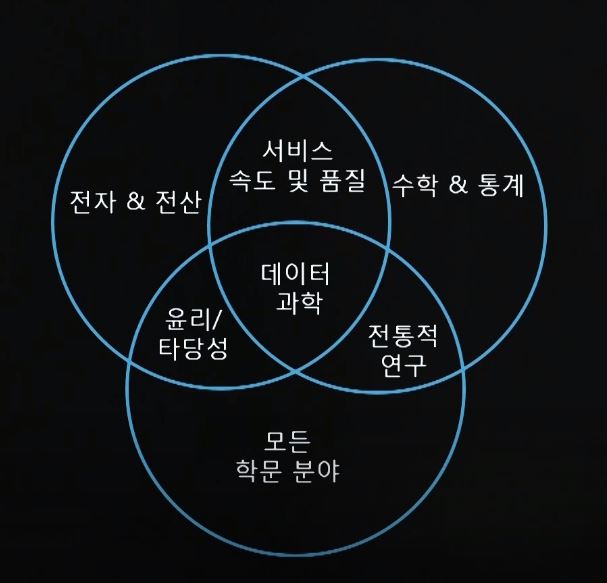 서비스
속도 및 품질
전자 & 전산
수학 & 통계
데이터
과학
윤리/
타당성
전통적
연구
모든
학문 분야